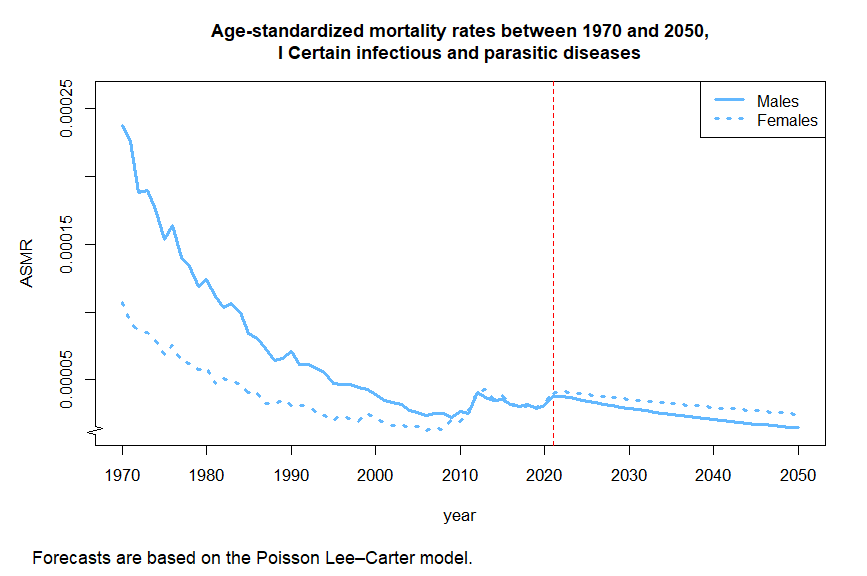 Age-standardized mortality rates between 1970 and 2050,
I Certain infectious and parasitic diseases
Males
Females
0.00025
0.00015
0.00005
ASMR
1970 1980 1990 2000 2010 2020 2030 2040 2050
year
Forecasts are based on the Poisson Lee–Carter model.